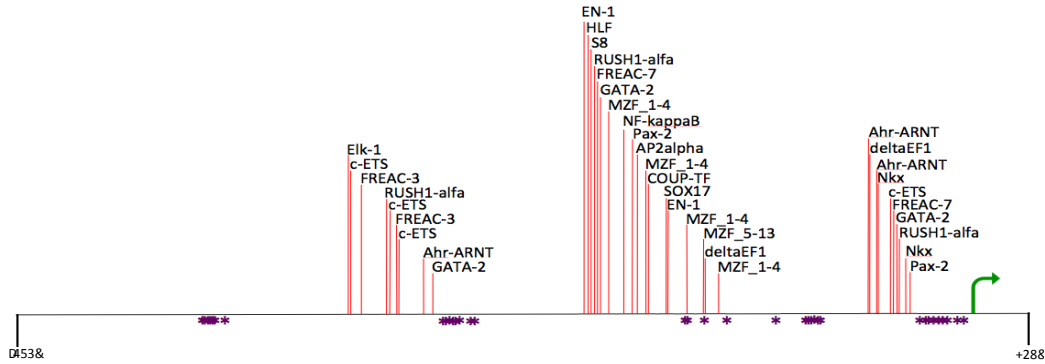 EN-1
HLF
S8
RUSH1-alfa
FREAC-7
GATA-2
MZF_1-4
NF-kappaB
Pax-2
AP2alpha
MZF_1-4
COUP-TF
SOX17
EN-1
MZF_1-4
MZF_5-13
deltaEF1
MZF_1-4
Elk-1
c-ETS
FREAC-3
RUSH1-alfa
c-ETS
FREAC-3
c-ETS
Ahr-ARNT
GATA-2
Ahr-ARNT
deltaEF1
Ahr-ARNT
Nkx
c-ETS
FREAC-7
GATA-2
RUSH1-alfa
Nkx
Pax-2